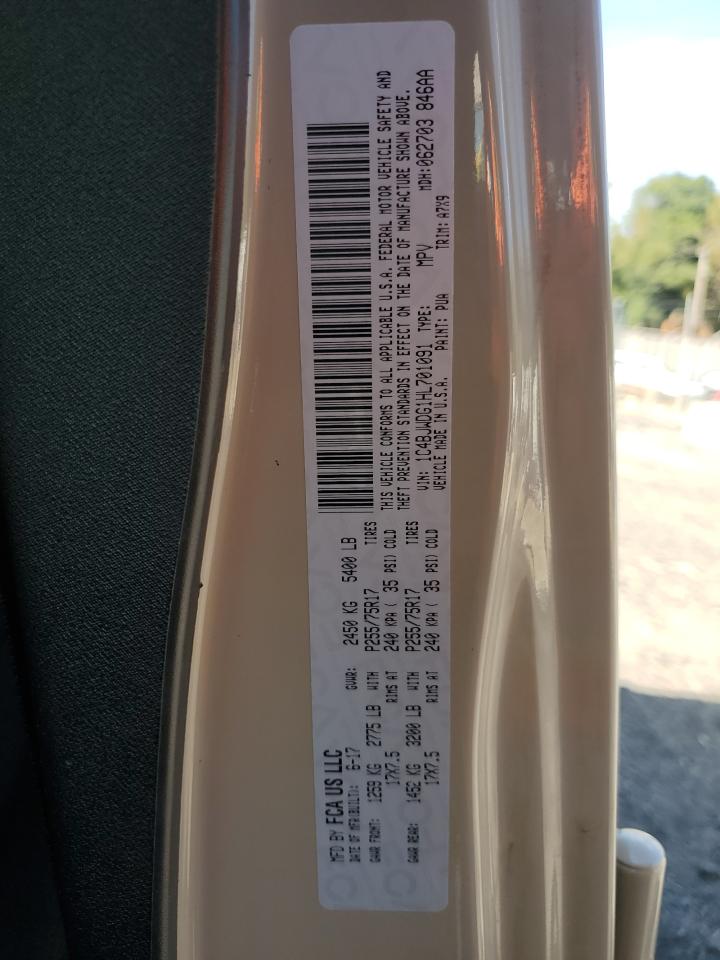 MFD BY FCA US LLC
DATE OF MFR(BUILT): 6-17 GVWR: 2450 KG 5400 LB
GAWR FRONT: 1259 KG 2775 LB WITH P255/75R17 TIRES
17X7.5 RIMS AT 240 KPA ( 35 PSI) COLD
GAWR REAR: 1452 KG 3200 LB WITH P255/75R17 TIRES
17X7.5 RIMS AT 240 KPA ( 35 PSI) COLD
THIS VEHICLE CONFORMS TO ALL APPLICABLE U.S.A. FEDERAL MOTOR VEHICLE SAFETY AND
THEFT PREVENTION STANDARDS IN EFFECT ON THE DATE OF MANUFACTURE SHOWN ABOVE.
VIN: 1C4BJWDG1HL701091 TYPE: MPV MDH:062703 846AA
VEHICLE MADE IN U.S.A. PAINT: PUA TRIM: A7X9